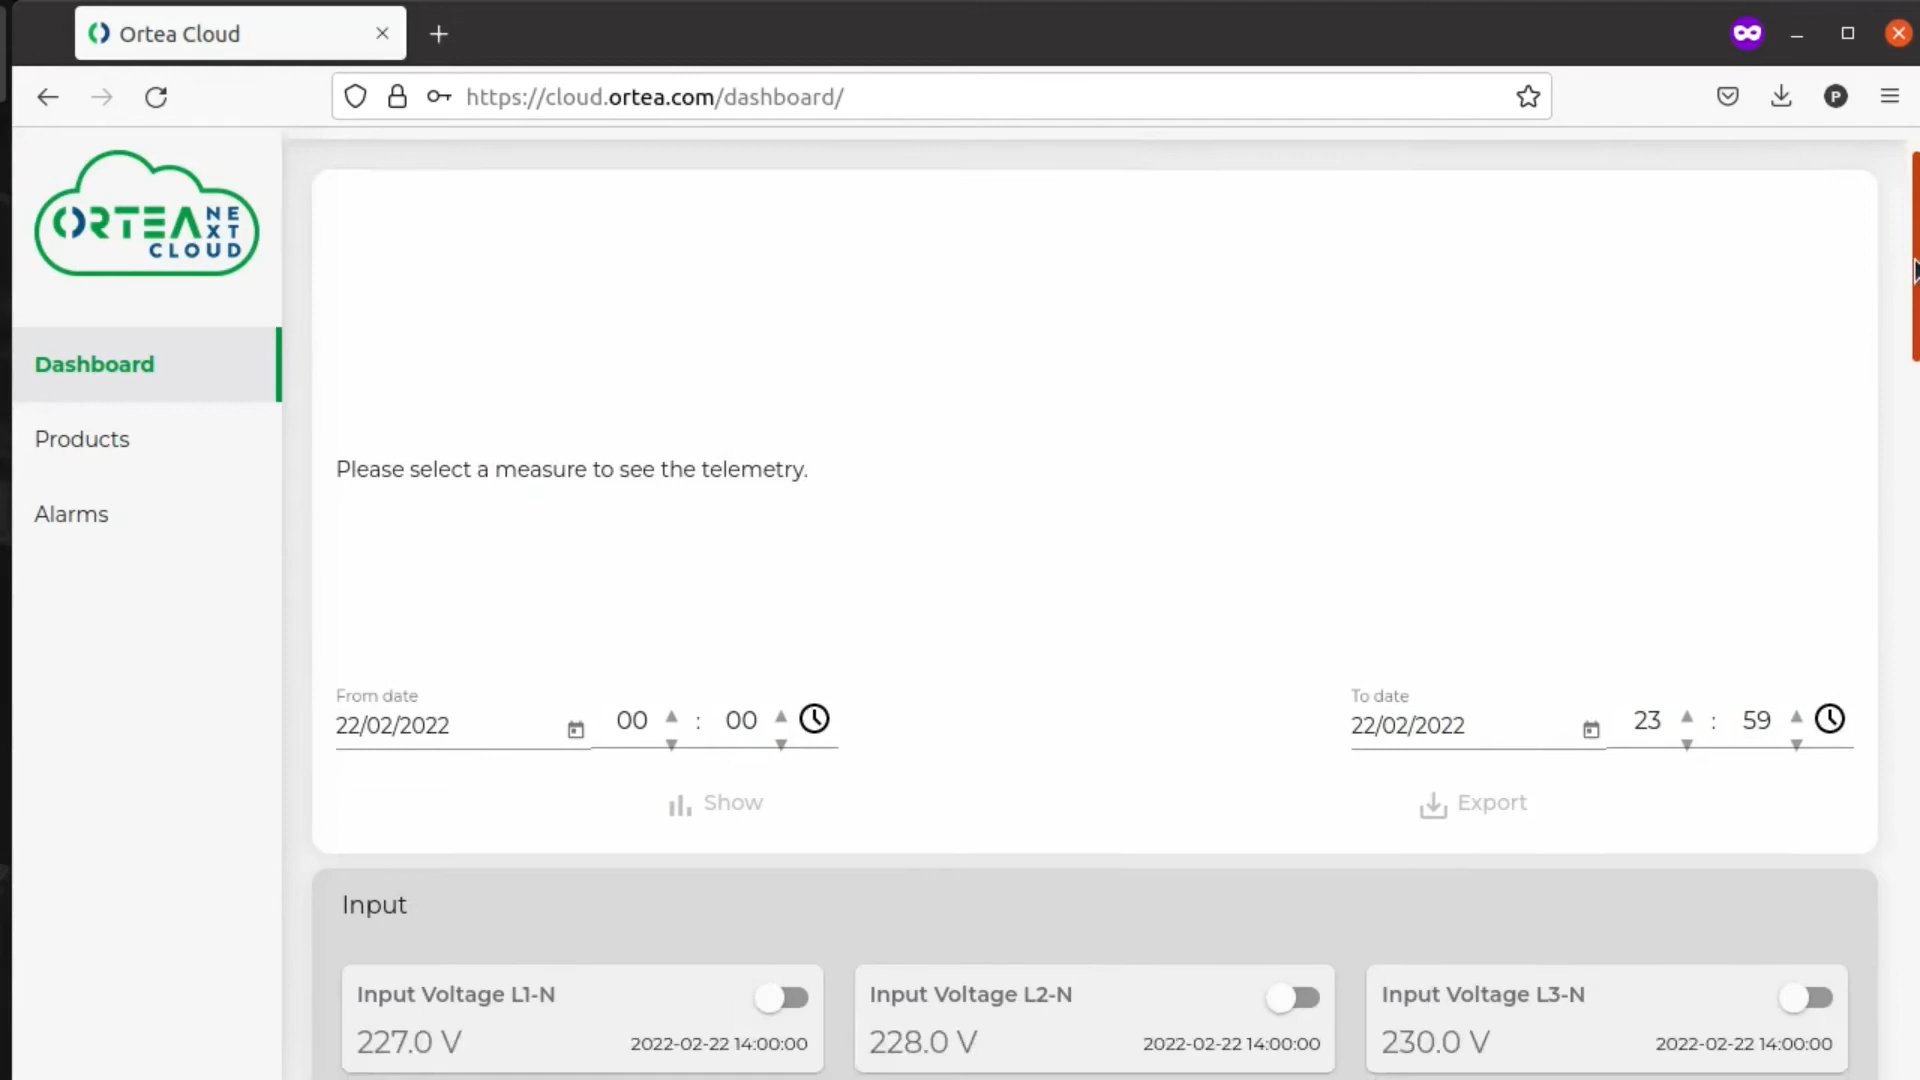 Ortea Cloud
https://cloud.ortea.com/dashboard/
P
ORTEA NEXT
CLOUD
Dashboard
Products
Alarms
Please select a measure to see the telemetry.
From date
22/02/2022 00 : 00
To date
22/02/2022 23 : 59
Show
Export
Input
Input Voltage L1-N
227.0 V 2022-02-22 14:00:00
Input Voltage L2-N
228.0 V 2022-02-22 14:00:00
Input Voltage L3-N
230.0 V 2022-02-22 14:00:00